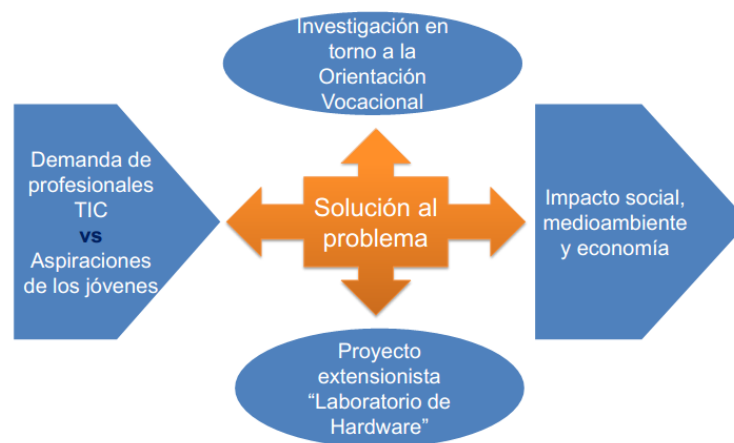 Investigación en
torno a la
Orientación
Vocacional
Demanda de
profesionales
TIC
vs
Aspiraciones
de los jóvenes
Solución al
problema
Impacto social,
medioambiente
y economía
Proyecto
extensionista
“Laboratorio de
Hardware”